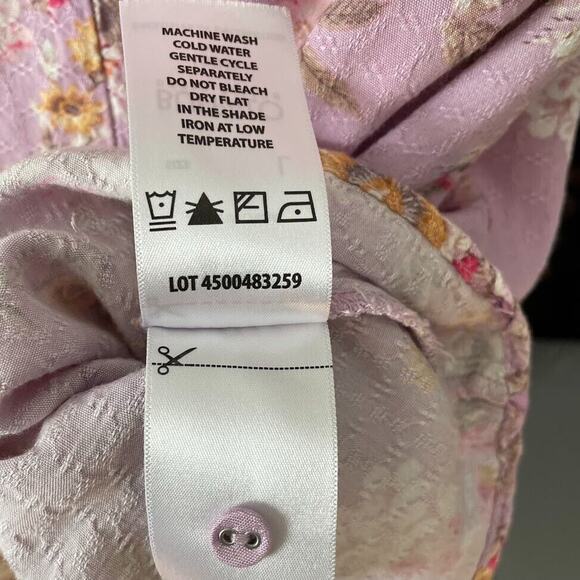 MACHINE WASH
COLD WATER
GENTLE CYCLE
SEPARATELY
DO NOT BLEACH
DRY FLAT
IN THE SHADE
IRON AT LOW
TEMPERATURE
LOT 4500483259